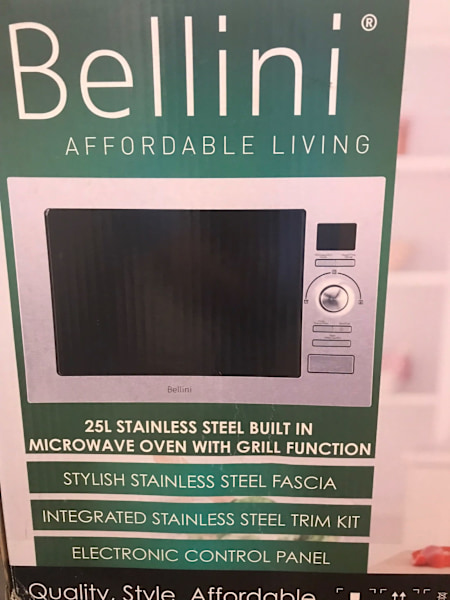 Bellini®
AFFORDABLE LIVING
Bellini
25L STAINLESS STEEL BUILT IN
MICROWAVE OVEN WITH GRILL FUNCTION
STYLISH STAINLESS STEEL FASCIA
INTEGRATED STAINLESS STEEL TRIM KIT
ELECTRONIC CONTROL PANEL
Quality. Style. Affordable